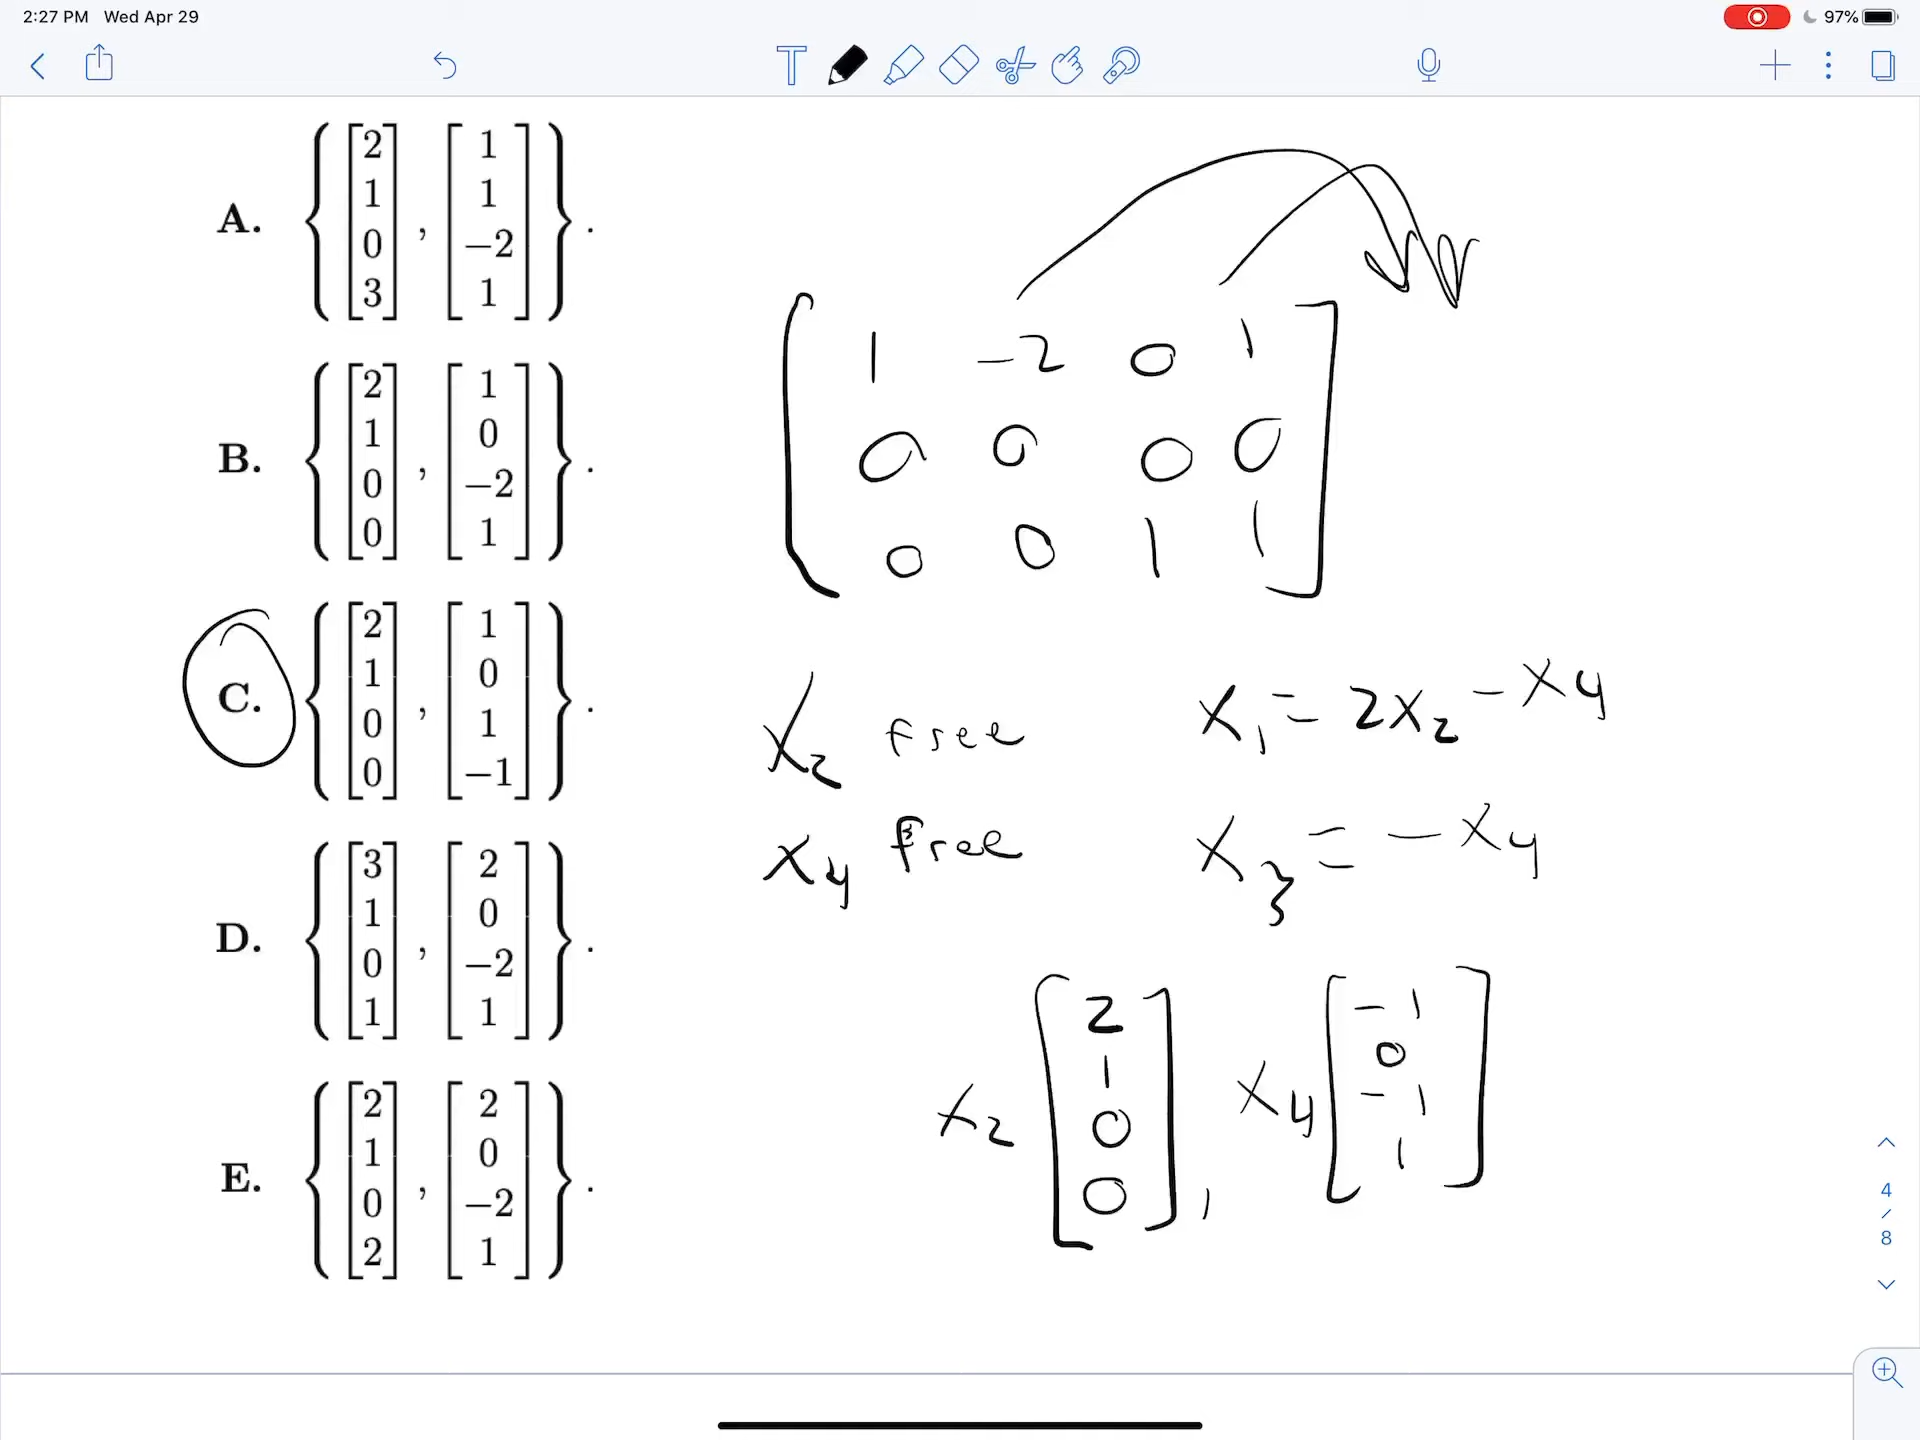 2:27 PM Wed Apr 29
97%
A. { [2 1 0 3], [1 1 −2 1] }.
B. { [2 1 0 0], [1 0 −2 1] }.
C. { [2 1 0 0], [1 0 1 −1] }.
D. { [3 1 0 1], [2 0 −2 1] }.
E. { [2 1 0 2], [2 0 −2 1] }.
1 -2 0 1
0 0 0 0
0 0 1 1
x₂ free x₁ = 2x₂ - x₄
x₄ free x₃ = - x₄
x₂ [2 1 0 0], x₄ [-1 0 -1 1]
4
/
8